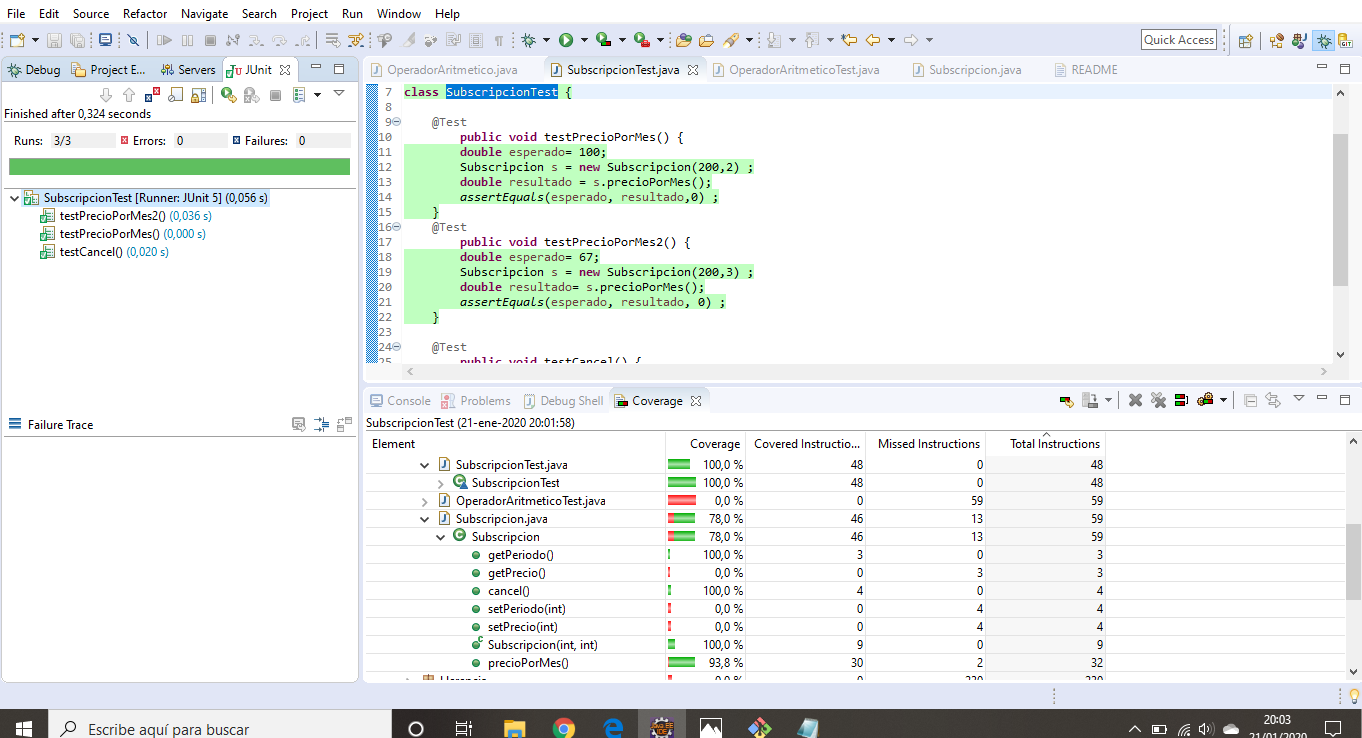 File Edit Source Refactor Navigate Search Project Run Window Help
Quick Access
Debug Project E... Servers JUnit
Finished after 0,324 seconds
Runs: 3/3 Errors: 0 Failures: 0
SubscripcionTest [Runner: JUnit 5] (0,056 s)
testPrecioPorMes2() (0,036 s)
testPrecioPorMes() (0,000 s)
testCancel() (0,020 s)
Failure Trace
OperadorAritmetico.java SubscripcionTest.java OperadorAritmeticoTest.java Subscripcion.java README
7 class SubscripcionTest {
8
9 @Test
10 public void testPrecioPorMes() {
11 double esperado= 100;
12 Subscripcion s = new Subscripcion(200,2) ;
13 double resultado = s.precioPorMes();
14 assertEquals(esperado, resultado,0) ;
15 }
16 @Test
17 public void testPrecioPorMes2() {
18 double esperado= 67;
19 Subscripcion s = new Subscripcion(200,3) ;
20 double resultado= s.precioPorMes();
21 assertEquals(esperado, resultado, 0) ;
22 }
23
24 @Test
25 public void testCancel() {
Console Problems Debug Shell Coverage
SubscripcionTest (21-ene-2020 20:01:58)
Element Coverage Covered Instructio... Missed Instructions Total Instructions
SubscripcionTest.java 100,0 % 48 0 48
SubscripcionTest 100,0 % 48 0 48
OperadorAritmeticoTest.java 0,0 % 0 59 59
Subscripcion.java 78,0 % 46 13 59
Subscripcion 78,0 % 46 13 59
getPeriodo() 100,0 % 3 0 3
getPrecio() 0,0 % 0 3 3
cancel() 100,0 % 4 0 4
setPeriodo(int) 0,0 % 0 4 4
setPrecio(int) 0,0 % 0 4 4
Subscripcion(int, int) 100,0 % 9 0 9
precioPorMes() 93,8 % 30 2 32
Herencia 0,0 % 0
Escribe aquí para buscar
20:03
21/01/2020